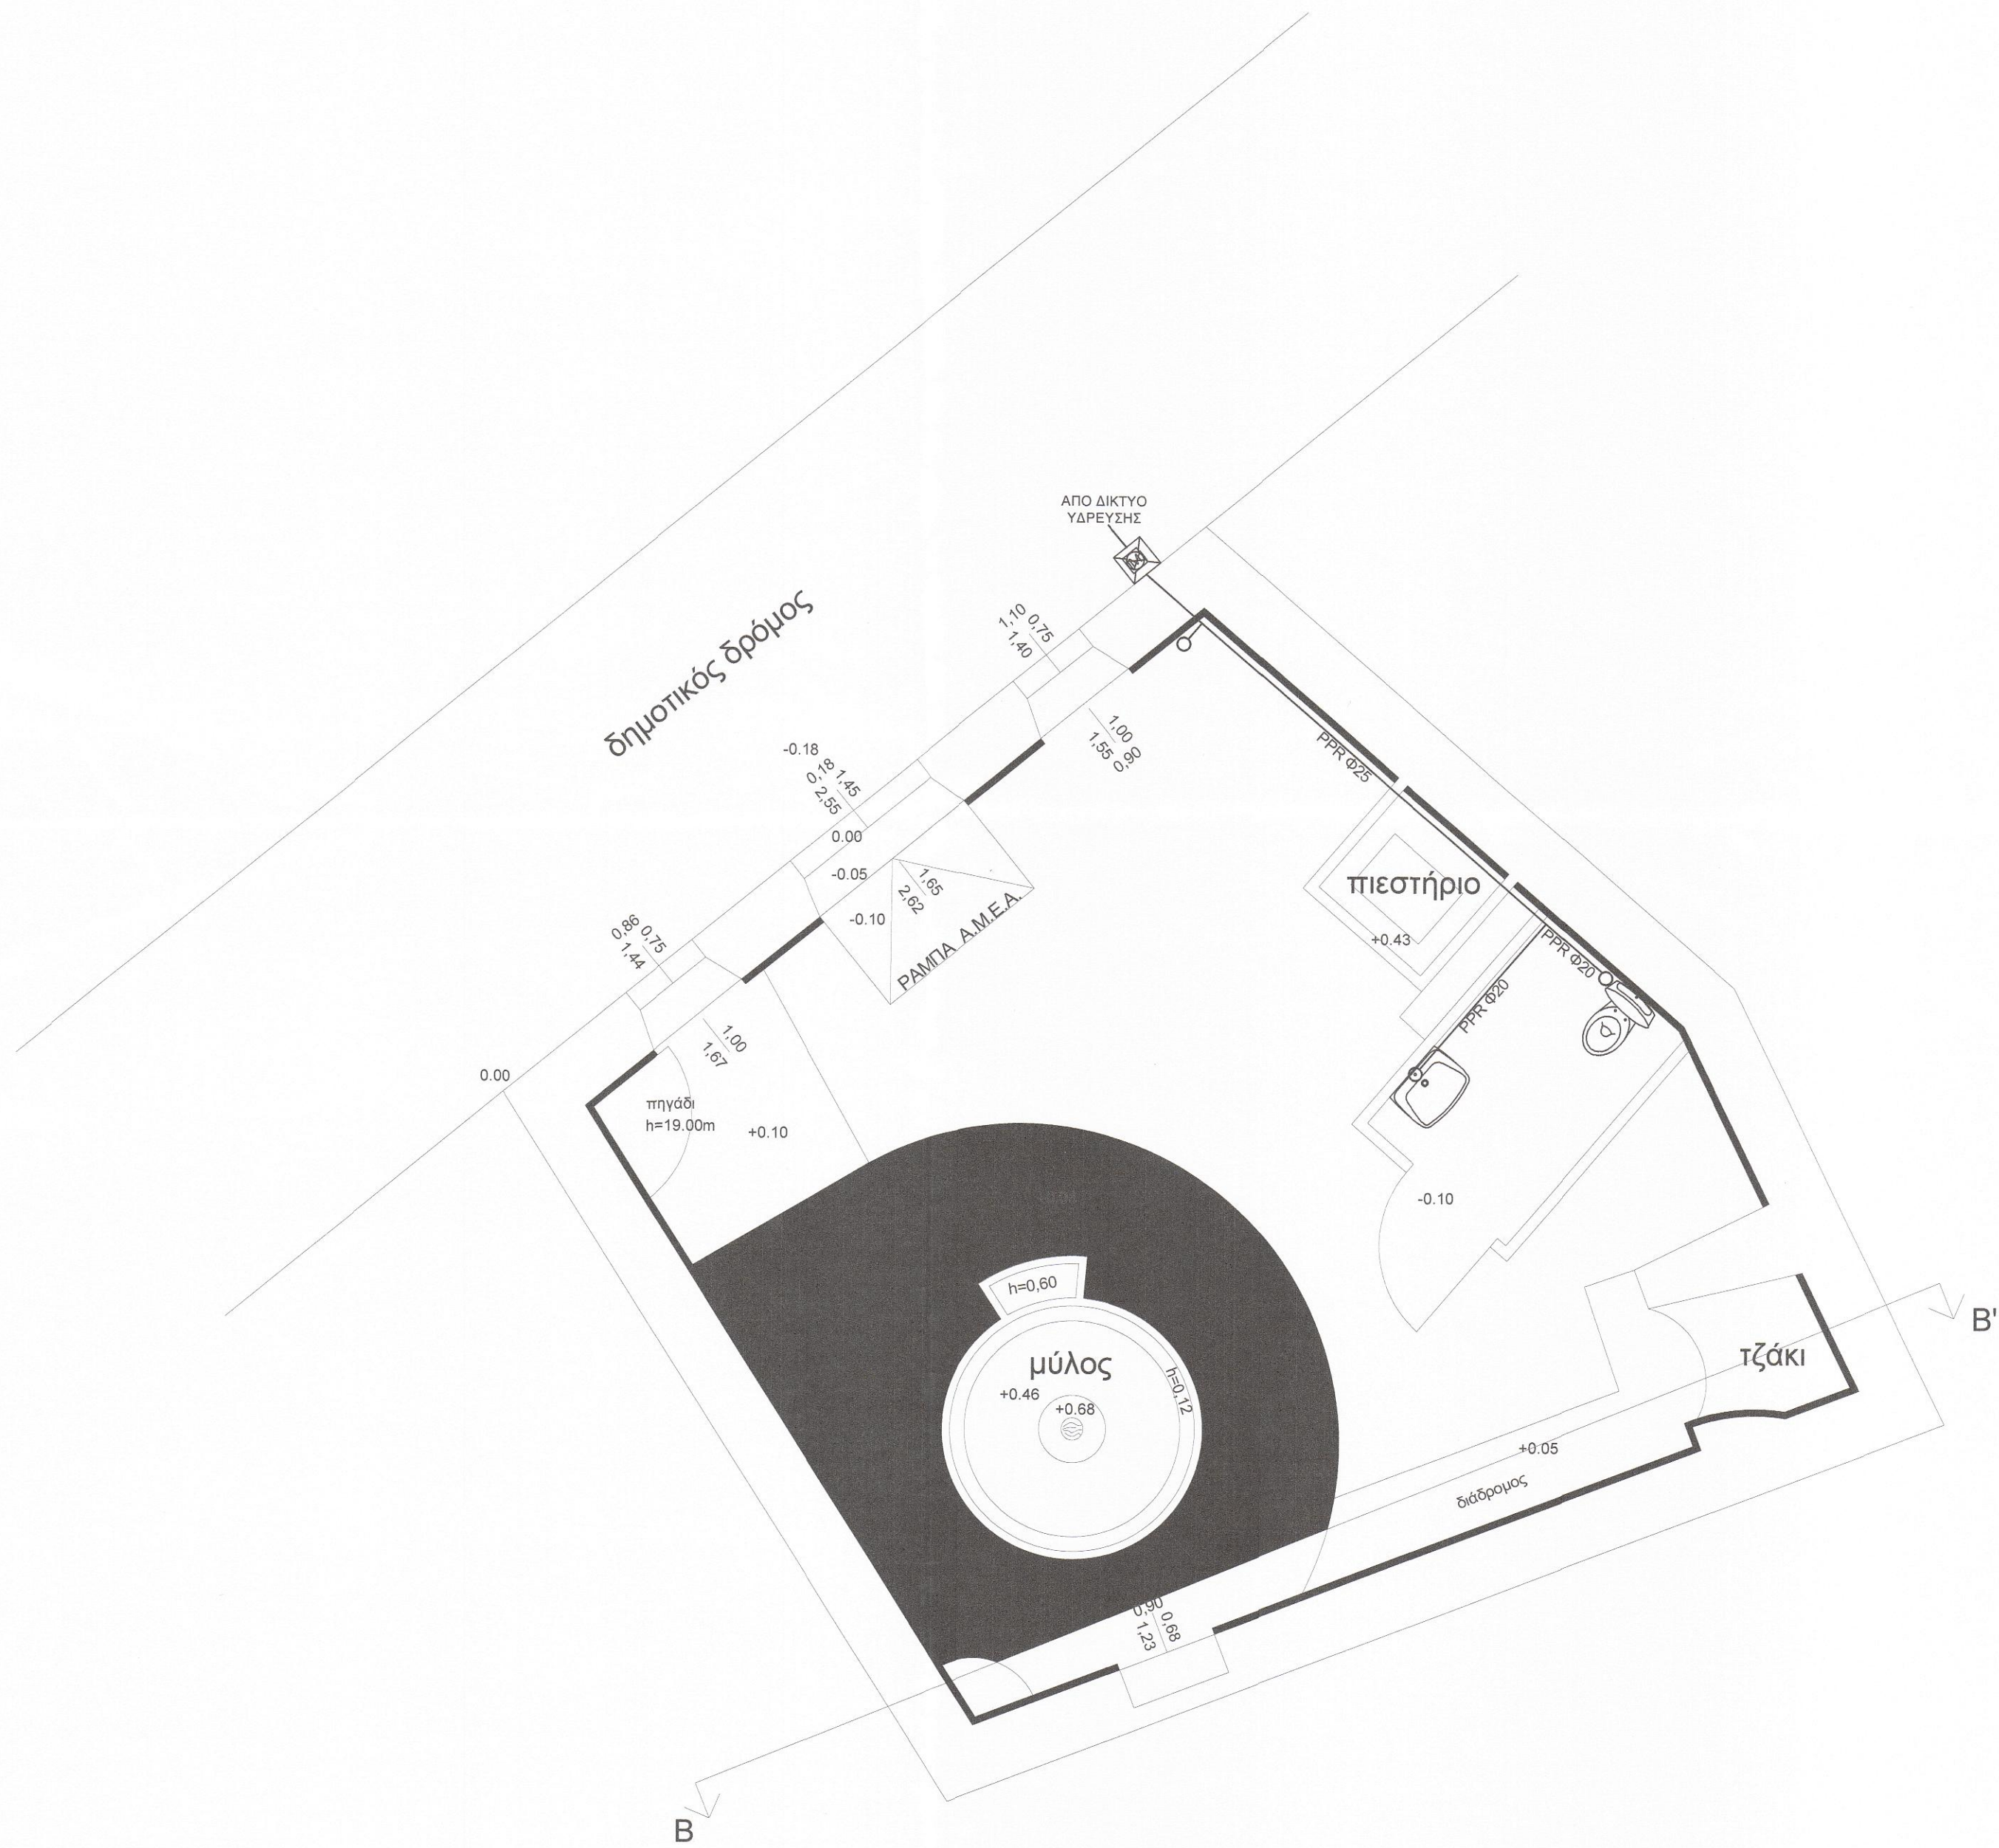 ΑΠΟ ΔΙΚΤΥΟ
ΥΔΡΕΥΣΗΣ
δημοτικός δρόμος
1,10 0,75
1,40
1,00
1,55 0,90
-0.18
0,18 1,45
2,55
0.00
-0.05
-0.10
1,65
2,62
ΡΑΜΠΑ Α.Μ.Ε.Α.
PPR Φ25
πιεστήριο
+0.43
PPR Φ20
PPR Φ20
0,86 0,75
1,44
1,00
1,67
0.00
πηγάδι
h=19.00m
+0.10
-0.10
h=0,60
μύλος
+0.46
+0.68
h=0,12
τζάκι
B'
+0.05
διάδρομος
0,90 0,68
1,23
B